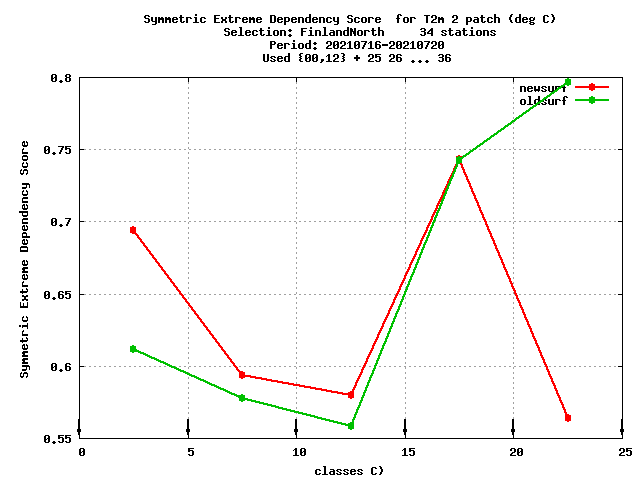 Symmetric Extreme Dependency Score  for T2m 2 patch (deg C)
Selection: FinlandNorth     34 stations
Period: 20210716-20210720
Used {00,12} + 25 26 ... 36
newsurf
oldsurf
Symmetric Extreme Dependency Score
0.8
0.75
0.7
0.65
0.6
0.55
0 5 10 15 20 25
classes C)